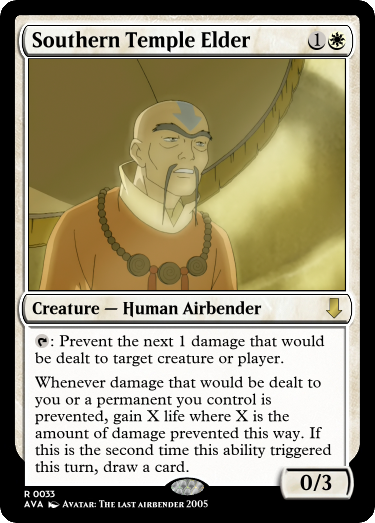 Southern Temple Elder 1
Creature — Human Airbender
: Prevent the next 1 damage that would
be dealt to target creature or player.
Whenever damage that would be dealt to
you or a permanent you control is
prevented, gain X life where X is the
amount of damage prevented this way. If
this is the second time this ability triggered
this turn, draw a card.
0/3
R 0033
AVA Avatar: The last airbender 2005